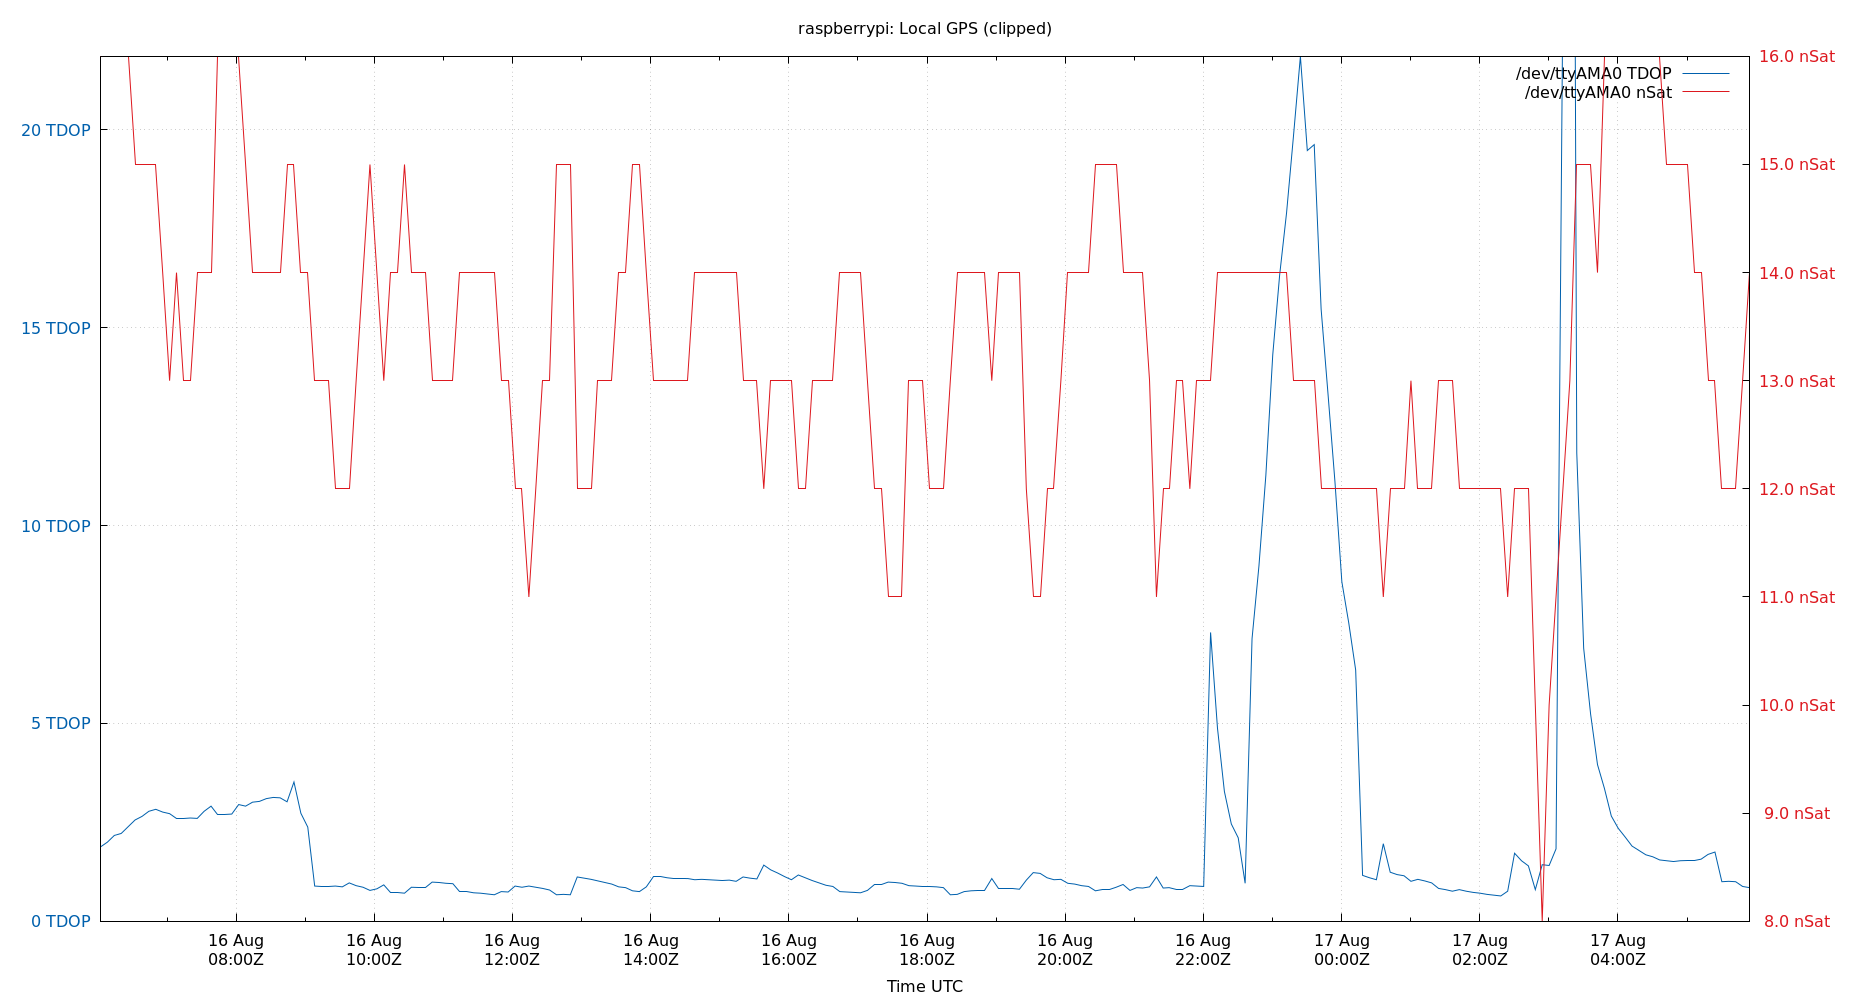 raspberrypi: Local GPS (clipped)
/dev/ttyAMA0 TDOP
/dev/ttyAMA0 nSat
20 TDOP
15 TDOP
10 TDOP
5 TDOP
0 TDOP
16.0 nSat
15.0 nSat
14.0 nSat
13.0 nSat
12.0 nSat
11.0 nSat
10.0 nSat
9.0 nSat
8.0 nSat
16 Aug
08:00Z
16 Aug
10:00Z
16 Aug
12:00Z
16 Aug
14:00Z
16 Aug
16:00Z
16 Aug
18:00Z
16 Aug
20:00Z
16 Aug
22:00Z
17 Aug
00:00Z
17 Aug
02:00Z
17 Aug
04:00Z
Time UTC